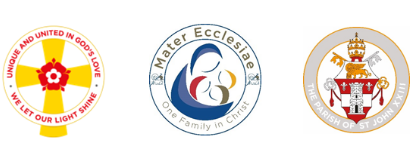 UNIQUE AND UNITED IN GOD'S LOVE
WE LET OUR LIGHT SHINE
Mater Ecclesiae
One Family in Christ
THE PARISH OF ST JOHN XXIII